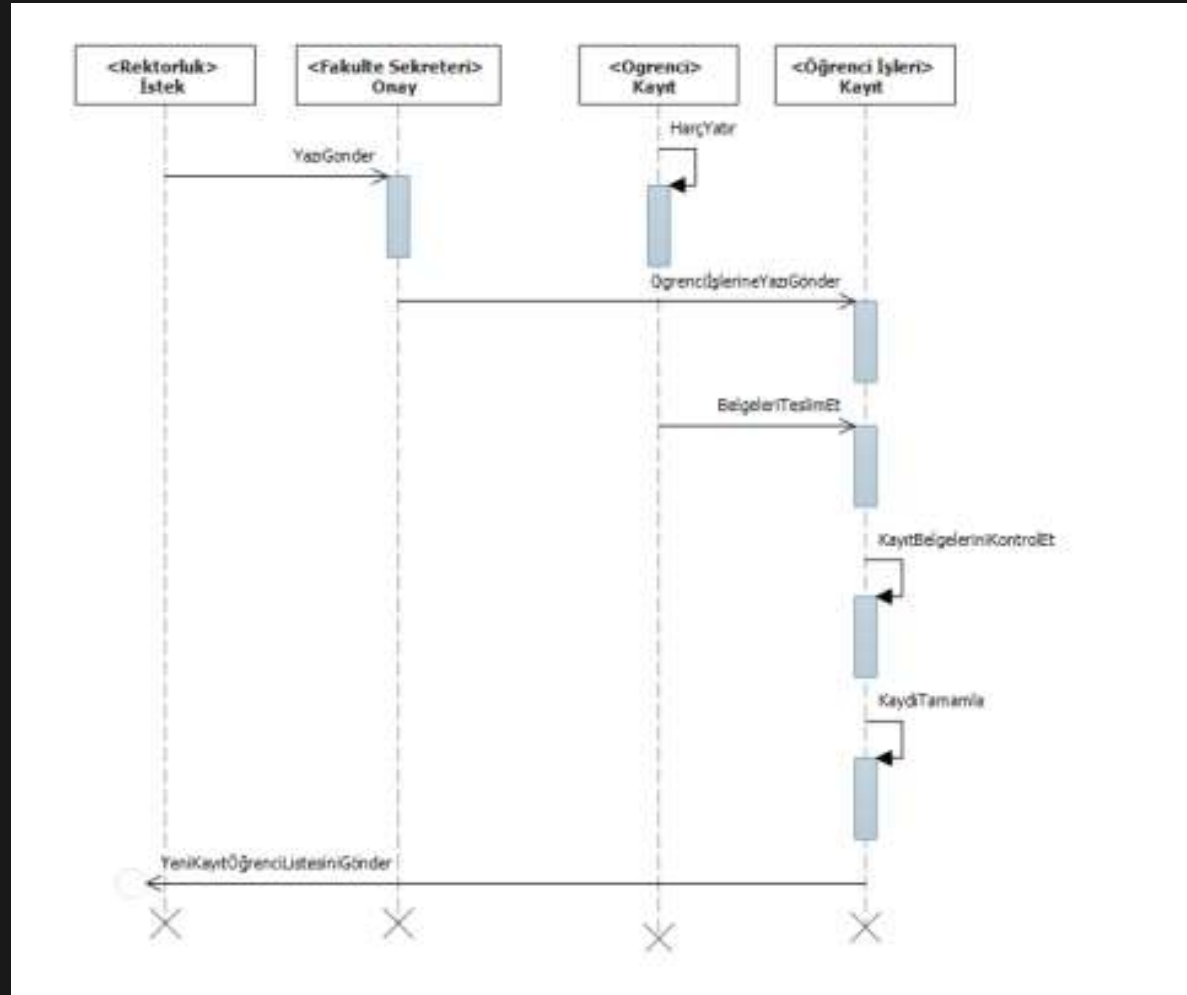 <Rektorluk>
İstek
<Fakulte Sekreteri>
Onay
<Ogrenci>
Kayıt
<Öğrenci İşleri>
Kayıt
HarçYatır
YazıGonder
OgrenciİşlerineYazıGönder
BelgeleriTeslimEt
KayıtBelgeleriniKontrolEt
KaydıTamamla
YeniKayıtÖğrenciListesiniGönder